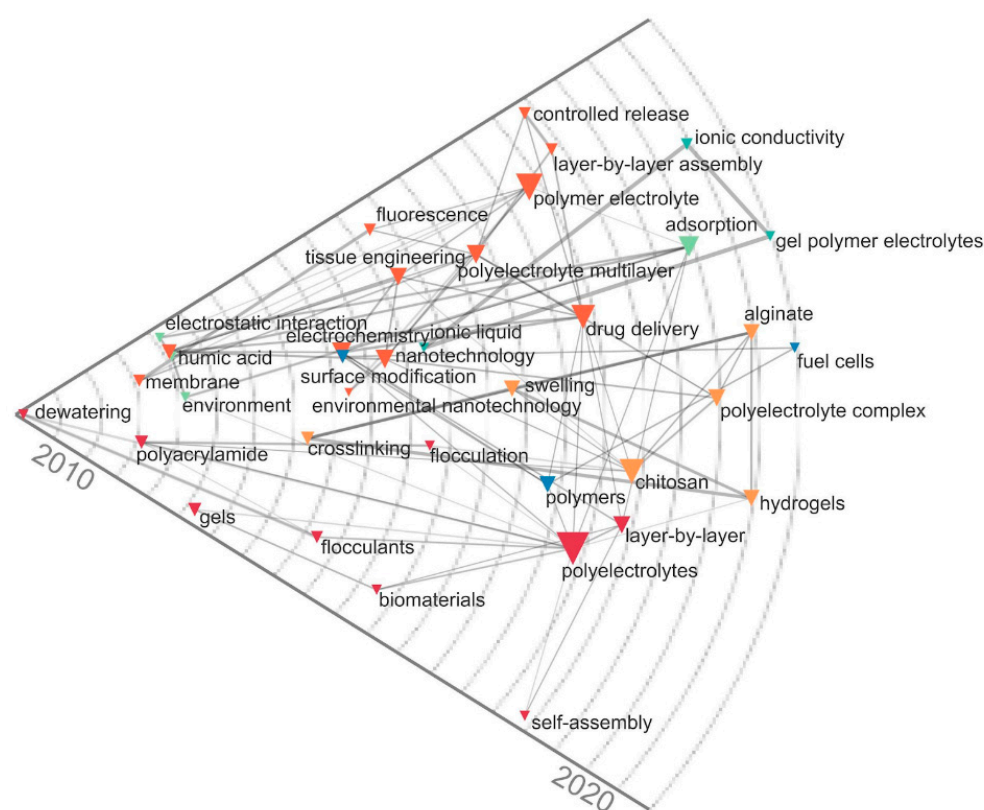 controlled release
ionic conductivity
layer-by-layer assembly
polymer electrolyte
fluorescence
adsorption
gel polymer electrolytes
tissue engineering
polyelectrolyte multilayer
alginate
electrostatic interaction
electrochemistry
ionic liquid
drug delivery
humic acid
nanotechnology
fuel cells
surface modification
membrane
swelling
environment
environmental nanotechnology
polyelectrolyte complex
dewatering
polyacrylamide
crosslinking
flocculation
2010
chitosan
polymers
hydrogels
gels
layer-by-layer
flocculants
polyelectrolytes
biomaterials
self-assembly
2020